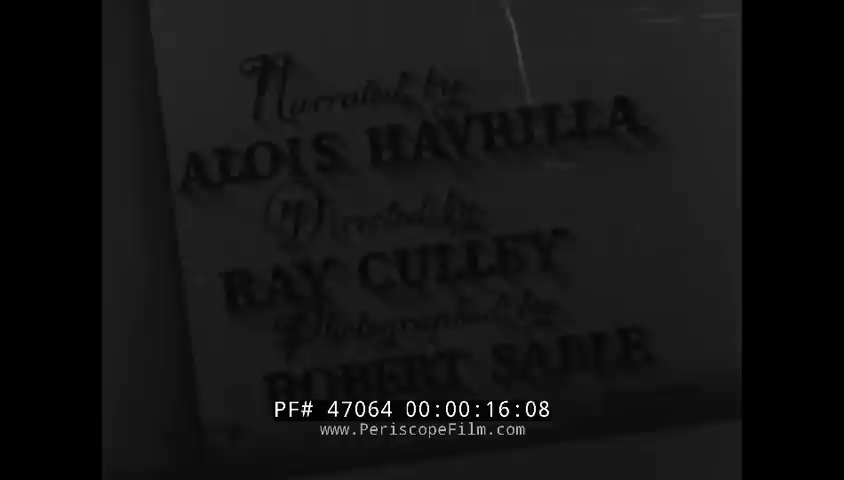 Narrated by
ALOIS HAVRILLA
Directed by
RAY CULLEY
Photographed by
ROBERT SABLE
PF# 47064 00:00:16:08
www.PeriscopeFilm.com